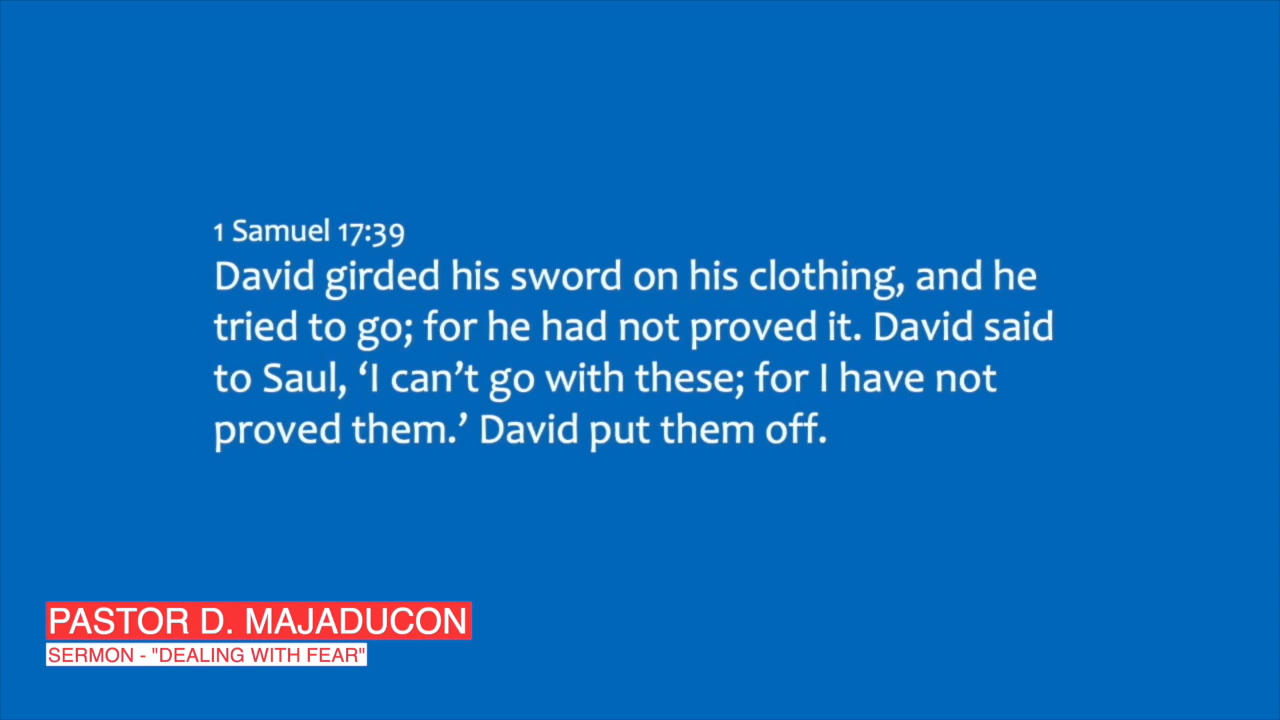 1 Samuel 17:39
David girded his sword on his clothing, and he
tried to go; for he had not proved it. David said
to Saul, ‘I can’t go with these; for I have not
proved them.’ David put them off.
PASTOR D. MAJADUCON
SERMON - "DEALING WITH FEAR"